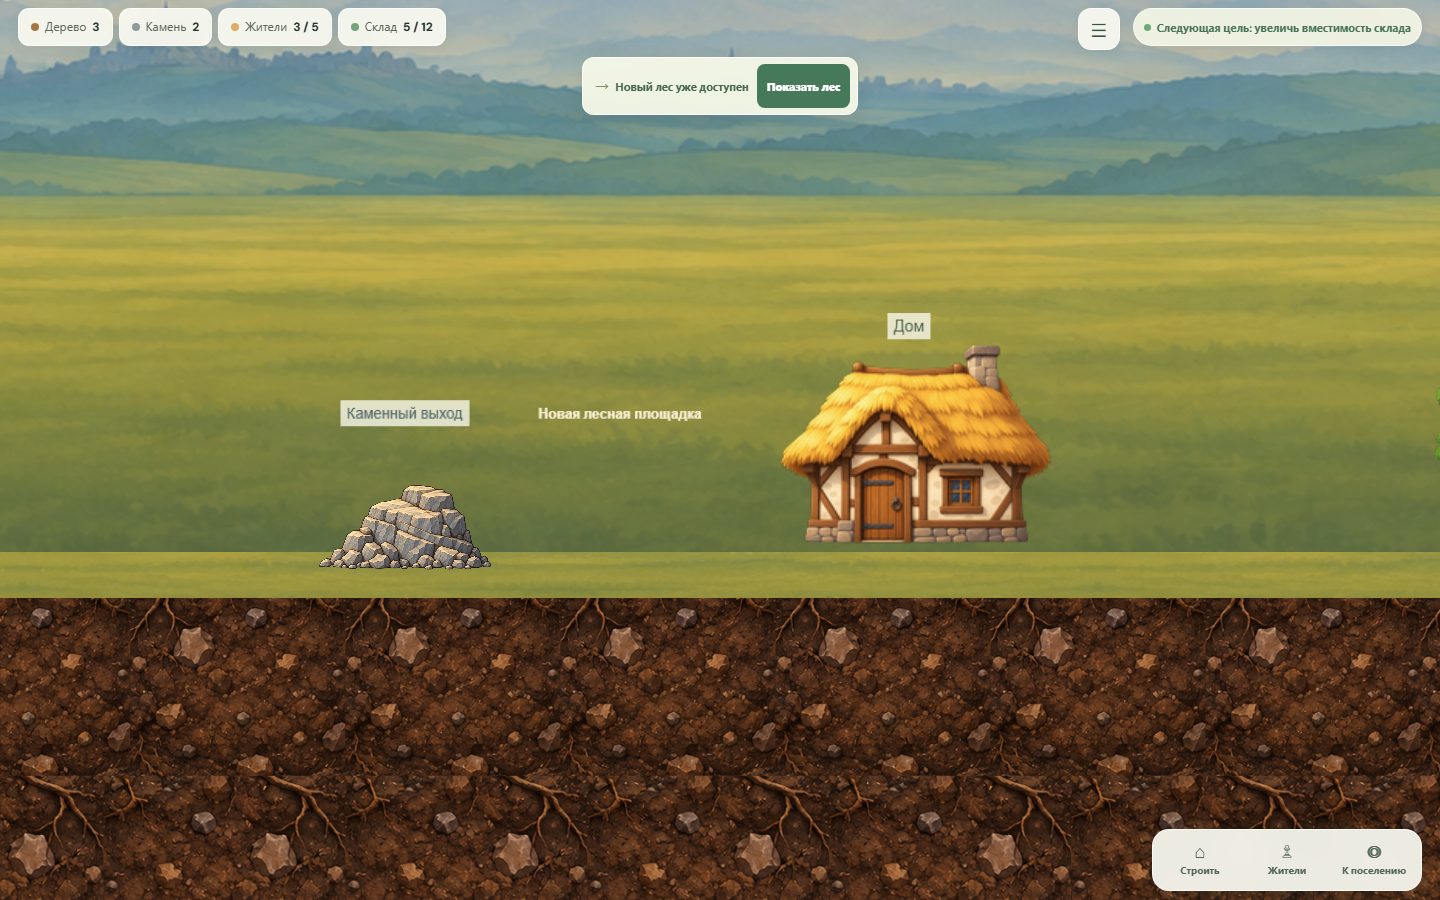 Дерево 3
Камень 2
Жители 3 / 5
Склад 5 / 12
Следующая цель: увеличь вместимость склада
→ Новый лес уже доступен
Показать лес
Дом
Каменный выход
Новая лесная площадка
Строить
Жители
К поселению